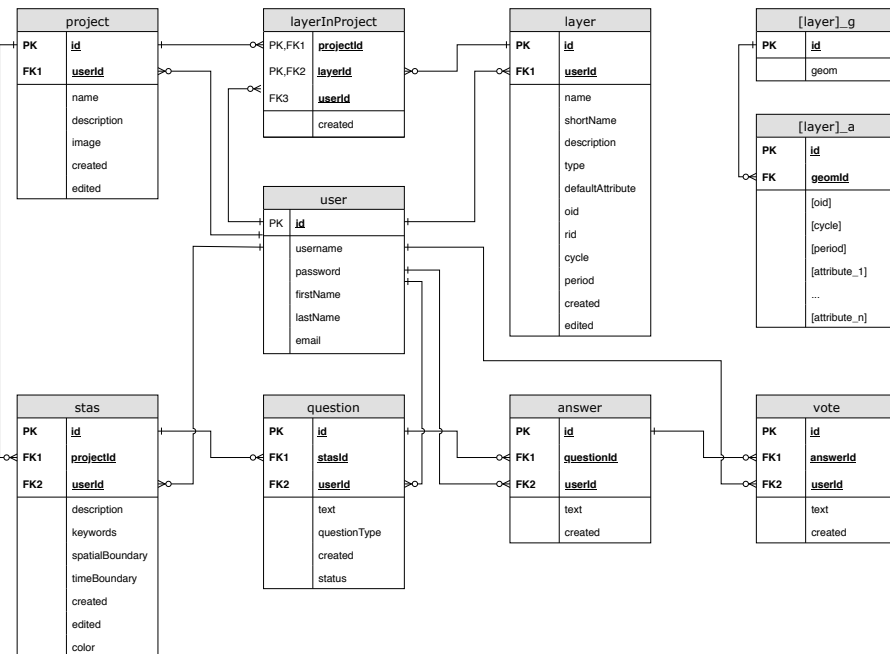 project
PK id
FK1 userId
name
description
image
created
edited
layerInProject
PK,FK1 projectId
PK,FK2 layerId
FK3 userId
created
layer
PK id
FK1 userId
name
shortName
description
type
defaultAttribute
oid
rid
cycle
period
created
edited
[layer]_g
PK id
geom
[layer]_a
PK id
FK geomId
[oid]
[cycle]
[period]
[attribute_1]
...
[attribute_n]
user
PK id
username
password
firstName
lastName
email
stas
PK id
FK1 projectId
FK2 userId
description
keywords
spatialBoundary
timeBoundary
created
edited
color
question
PK id
FK1 stasId
FK2 userId
text
questionType
created
status
answer
PK id
FK1 questionId
FK2 userId
text
created
vote
PK id
FK1 answerId
FK2 userId
text
created